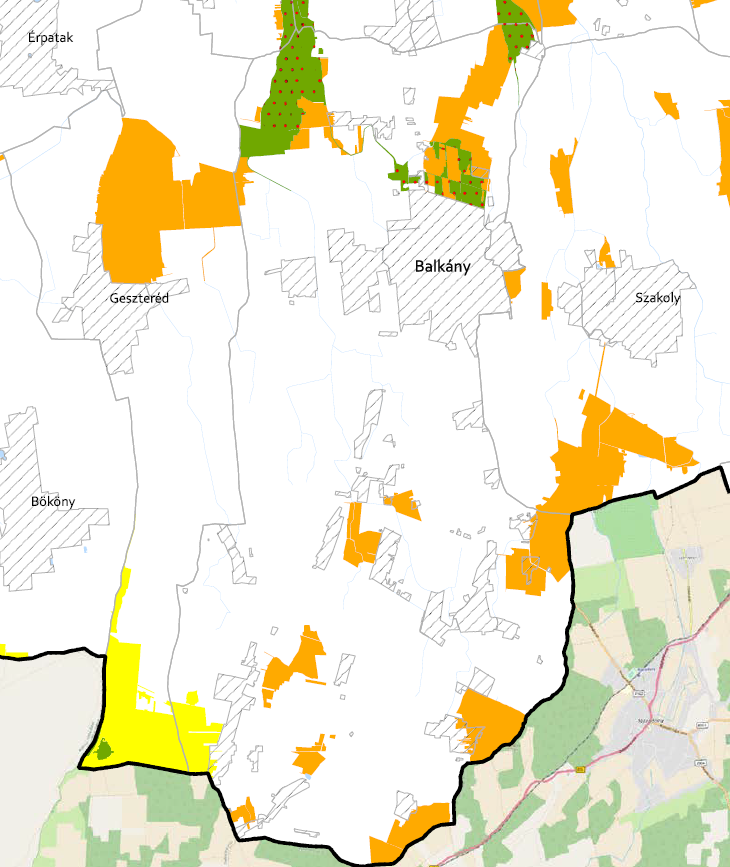 Érpatak
Balkány
Geszteréd
Szakoly
Bököny